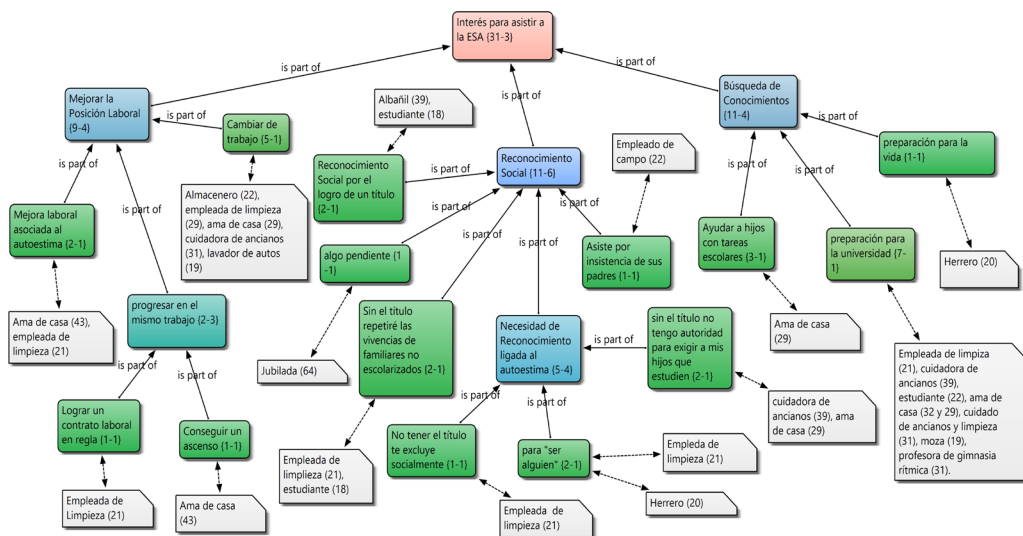 Interés para asistir a
la ESA {31-3}
is part of
is part of
is part of
Mejorar la
Posición Laboral
{9-4}
is part of
Cambiar de
trabajo {5-1}
Albañil (39),
estudiante (18)
Búsqueda de
Conocimientos
{11-4}
is part of
preparación para la
vida {1-1}
Empleado de
campo (22)
is part of
is part of
Reconocimiento
Social por el
logro de un título
{2-1}
is part of
Reconocimiento
Social {11-6}
is part of
is part of
Almacenero (22),
empleada de limpieza
(29), ama de casa (29),
cuidadora de ancianos
(31), lavador de autos
(19)
Mejora laboral
asociada al
autoestima {2-1}
is part of
is part of
is part of
is part of
algo pendiente {1
-1}
Asiste por
insistencia de sus
padres {1-1}
Ayudar a hijos
con tareas
escolares {3-1}
preparación para
la universidad {7-
1}
Herrero (20)
Ama de casa (43),
empleada de
limpieza (21)
progresar en el
mismo trabajo {2-3}
Sin el título
repetiré las
vivencias de
familiares no
escolarizados {2-1}
Necesidad de
Reconocimiento
ligada al
autoestima {5-4}
is part of
sin el título no
tengo autoridad
para exigir a mis
hijos que
estudien {2-1}
Ama de casa
(29)
Jubilada (64)
is part of
is part of
is part of
is part of
Empleada de limpiza
(21), cuidadora de
ancianos (39),
estudiante (22), ama de
casa (32 y 29), cuidado
de ancianos y limpieza
(31), moza (19),
profesora de gimnasia
rítmica (31).
Lograr un
contrato laboral
en regla {1-1}
Conseguir un
ascenso {1-1}
No tener el título
te excluye
socialmente {1-1}
para "ser
alguien" {2-1}
cuidadora de
ancianos (39), ama
de casa (29)
Empleda de
limpieza (21)
Empleada de
limplieza (21),
estudiante (18)
Empleada de
Limpieza (21)
Ama de casa
(43)
Herrero (20)
Empleada  de
limpieza (21)